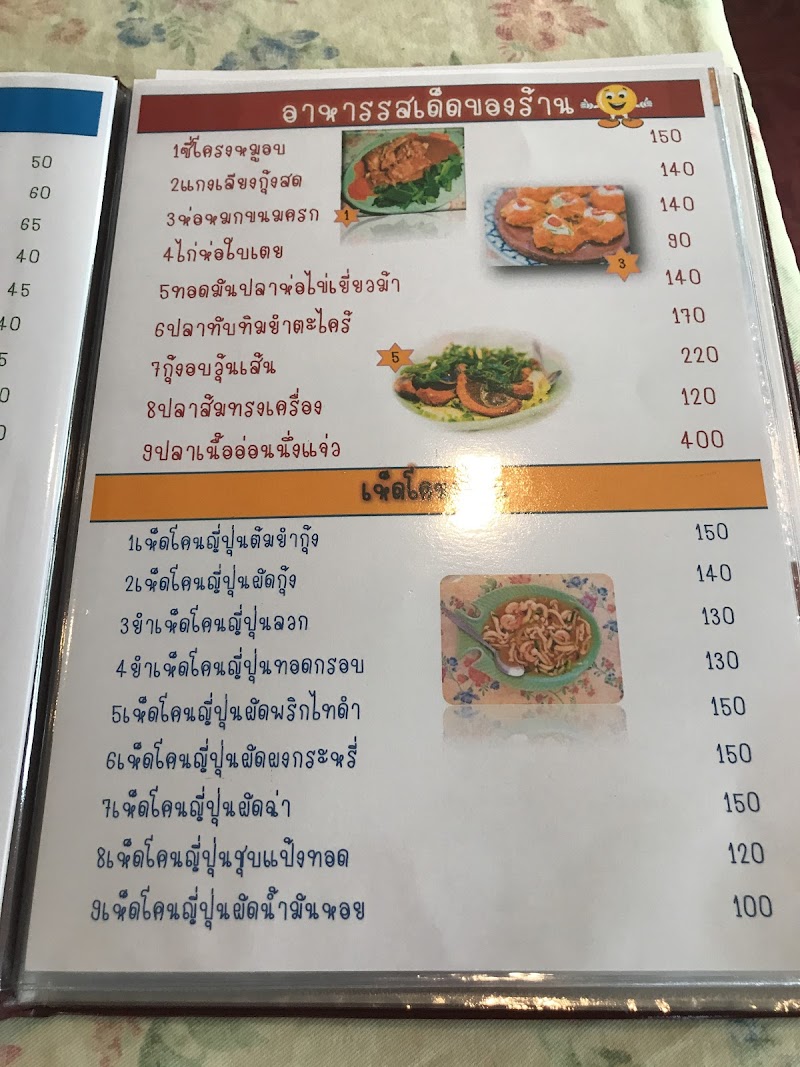 50
60
65
40
45
40
5
0
0
อาหารรสเด็ดของร้าน
1ซี่โครงหมูอบ 150
2แกงเลียงกุ้งสด 140
3ห่อหมกขนมครก 140
4ไก่ห่อใบเตย 90
5ทอดมันปลาห่อไข่เยี่ยวม้า 140
6ปลาทับทิมยำตะไคร้ 170
7กุ้งอบวุ้นเส้น 220
8ปลาส้มทรงเครื่อง 120
9ปลาเนื้ออ่อนนึ่งแจ่ว 400
1
3
5
เห็ดโคน
1เห็ดโคนญี่ปุ่นต้มยำกุ้ง 150
2เห็ดโคนญี่ปุ่นผัดกุ้ง 140
3ยำเห็ดโคนญี่ปุ่นลวก 130
4ยำเห็ดโคนญี่ปุ่นทอดกรอบ 130
5เห็ดโคนญี่ปุ่นผัดพริกไทดำ 150
6เห็ดโคนญี่ปุ่นผัดผงกระหรี่ 150
7เห็ดโคนญี่ปุ่นผัดฉ่า 150
8เห็ดโคนญี่ปุ่นชุบแป้งทอด 120
9เห็ดโคนญี่ปุ่นผัดน้ำมันหอย 100